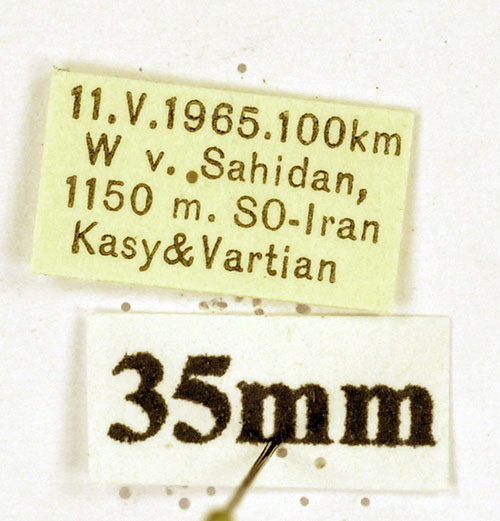 11.V.1965.100km
W v. Sahidan,
1150 m. SO-Iran
Kasy&Vartian
35mm